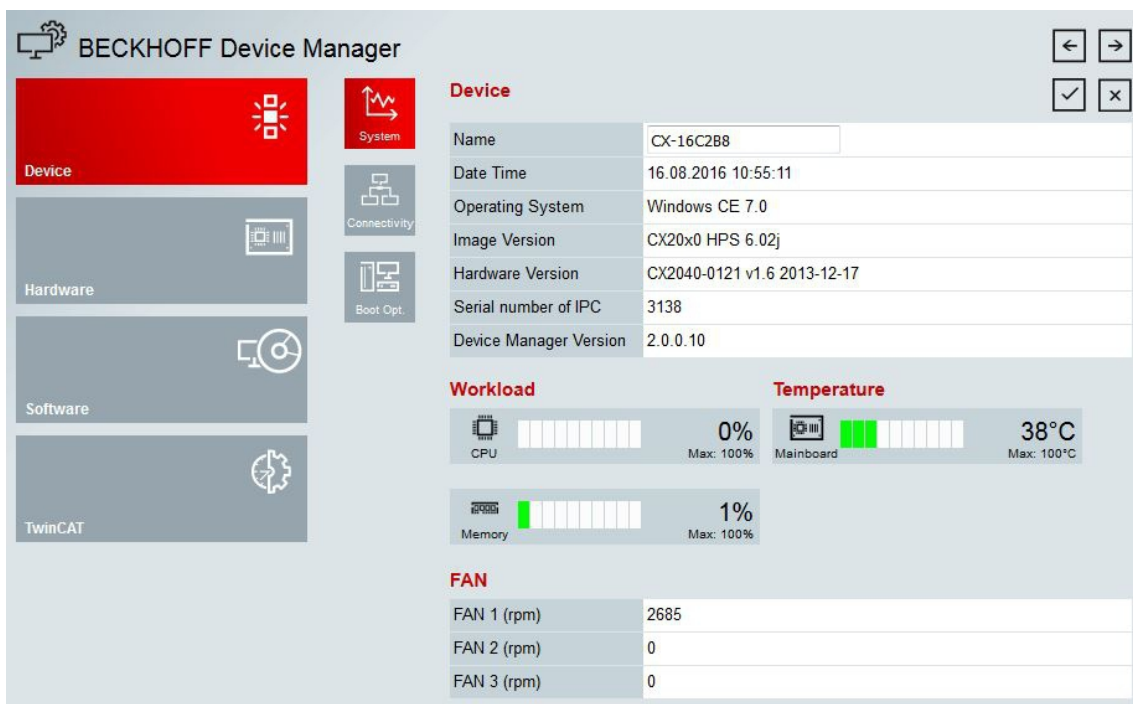 BECKHOFF Device Manager
Device
Hardware
Software
TwinCAT
System
Connectivity
Boot Opt.
Device
Name CX-16C2B8
Date Time 16.08.2016 10:55:11
Operating System Windows CE 7.0
Image Version CX20x0 HPS 6.02j
Hardware Version CX2040-0121 v1.6 2013-12-17
Serial number of IPC 3138
Device Manager Version 2.0.0.10
Workload
CPU 0% Max: 100%
Memory 1% Max: 100%
Temperature
Mainboard 38°C Max: 100°C
FAN
FAN 1 (rpm) 2685
FAN 2 (rpm) 0
FAN 3 (rpm) 0